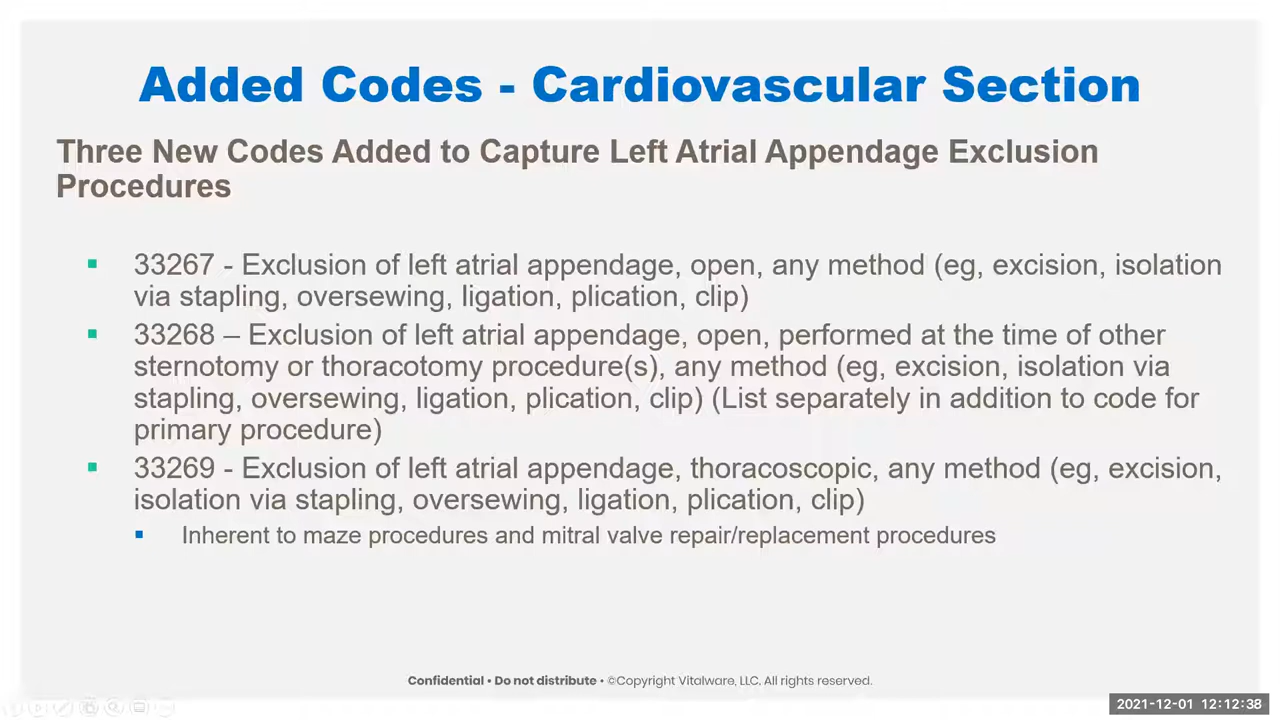 Added Codes - Cardiovascular Section
Three New Codes Added to Capture Left Atrial Appendage Exclusion
Procedures
33267 - Exclusion of left atrial appendage, open, any method (eg, excision, isolation
via stapling, oversewing, ligation, plication, clip)
33268 – Exclusion of left atrial appendage, open, performed at the time of other
sternotomy or thoracotomy procedure(s), any method (eg, excision, isolation via
stapling, oversewing, ligation, plication, clip) (List separately in addition to code for
primary procedure)
33269 - Exclusion of left atrial appendage, thoracoscopic, any method (eg, excision,
isolation via stapling, oversewing, ligation, plication, clip)
Inherent to maze procedures and mitral valve repair/replacement procedures
Confidential • Do not distribute • ©Copyright Vitalware, LLC. All rights reserved.
2021-12-01 12:12:38